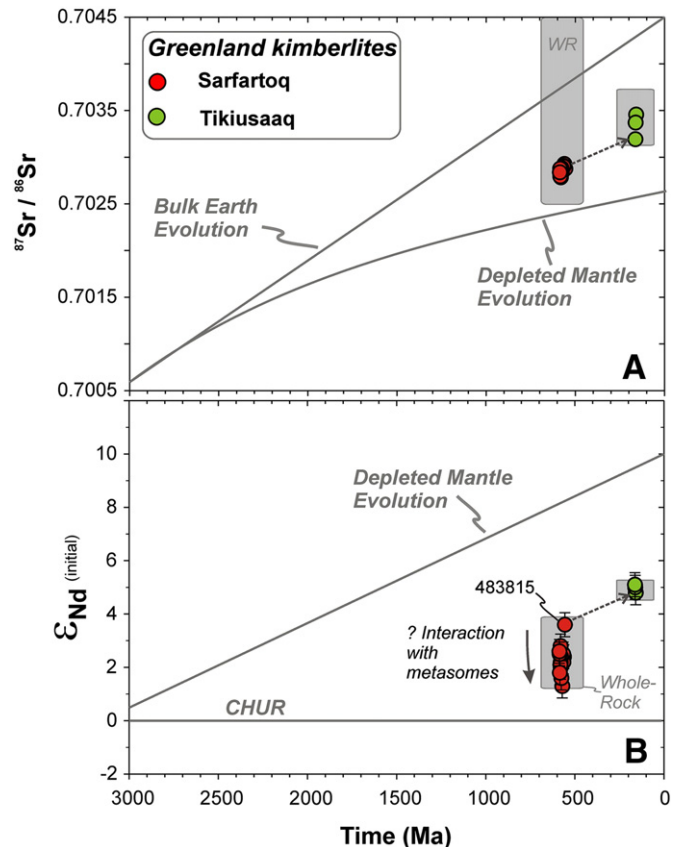 0.7045
0.7035
0.7025
0.7015
0.7005
87Sr / 86Sr
Greenland kimberlites
Sarfartoq
Tikiusaaq
WR
Bulk Earth
Evolution
Depleted Mantle
Evolution
A
10
8
6
4
2
0
-2
εNd (initial)
Depleted Mantle
Evolution
483815
? Interaction
with
metasomes
Whole-
Rock
CHUR
B
3000 2500 2000 1500 1000 500 0
Time (Ma)